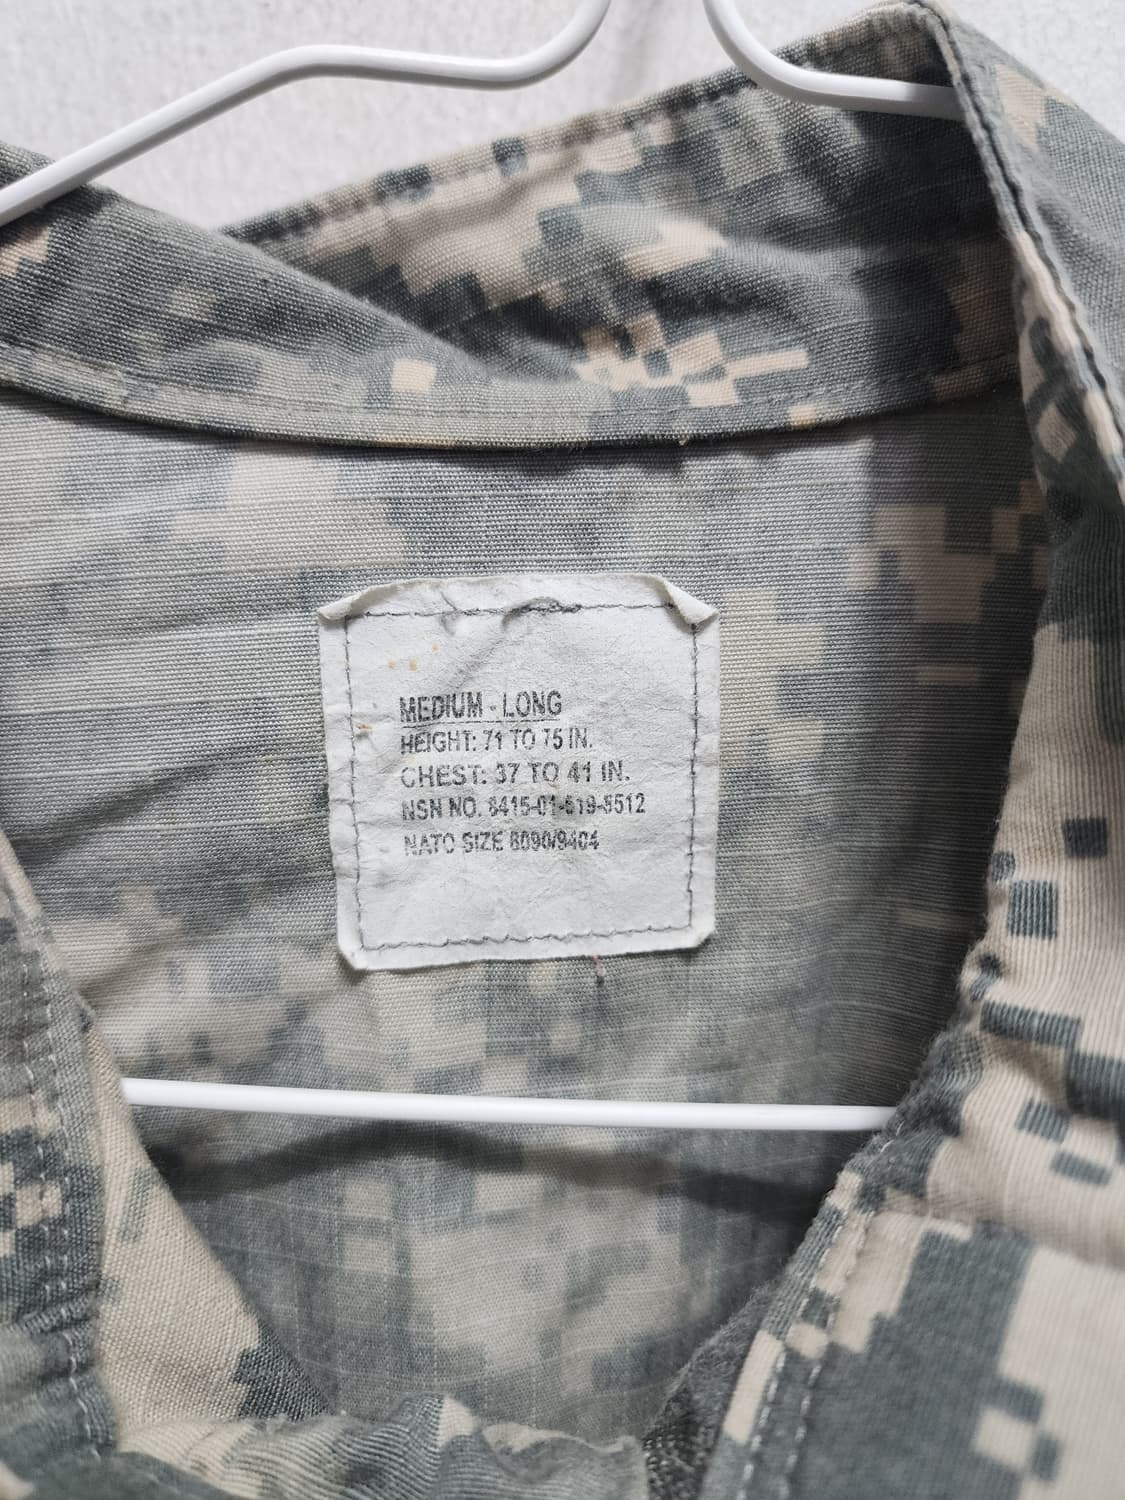 MEDIUM - LONG
HEIGHT: 71 TO 75 IN.
CHEST: 37 TO 41 IN.
NSN NO. 8415-01-519-8512
NATO SIZE 8090/9404